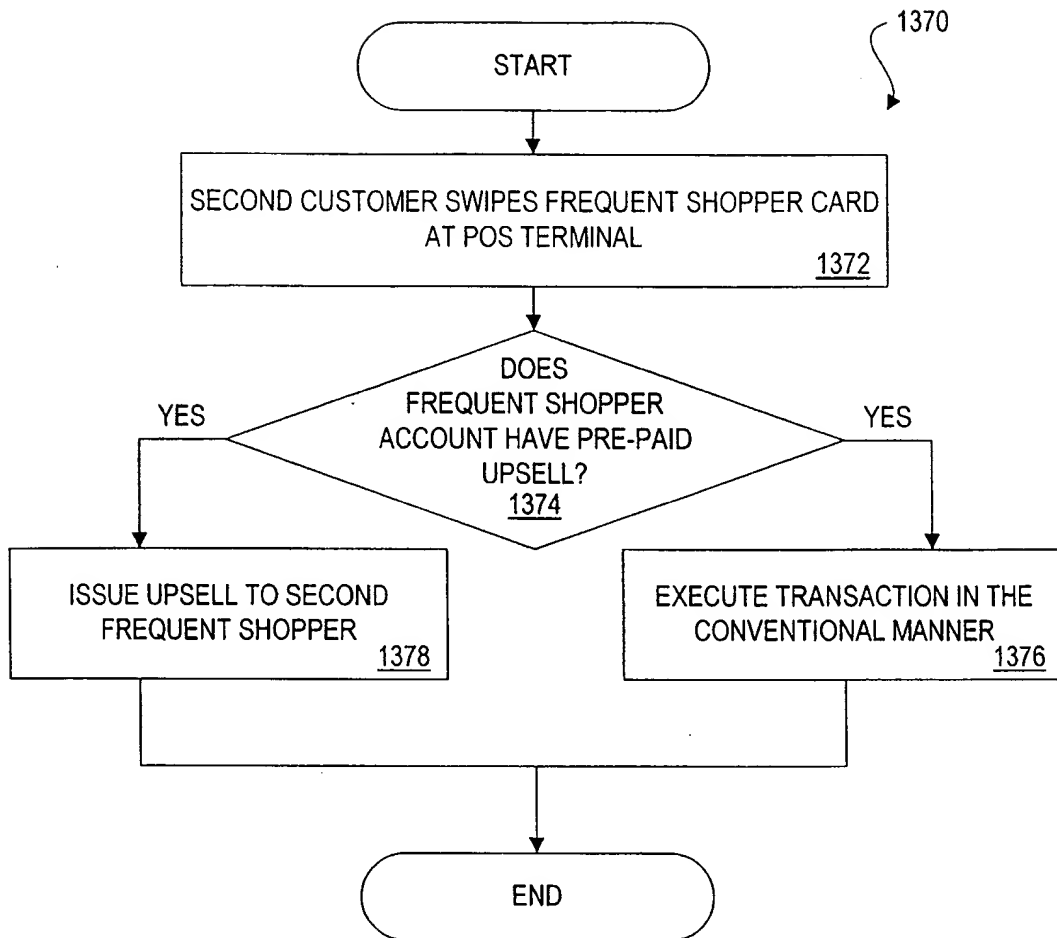 1370
START
SECOND CUSTOMER SWIPES FREQUENT SHOPPER CARD
AT POS TERMINAL
1372
DOES
FREQUENT SHOPPER
ACCOUNT HAVE PRE-PAID
UPSELL?
1374
YES
YES
ISSUE UPSELL TO SECOND
FREQUENT SHOPPER
1378
EXECUTE TRANSACTION IN THE
CONVENTIONAL MANNER
1376
END